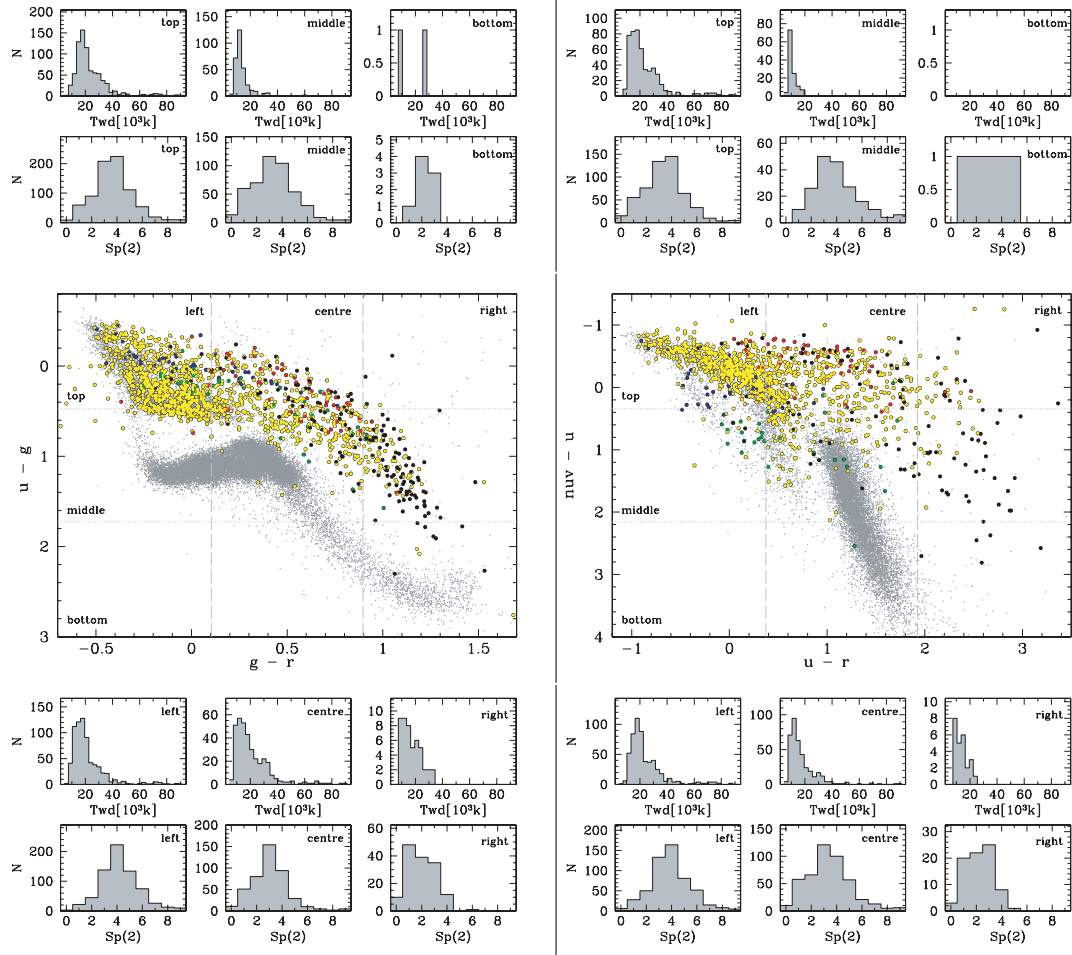 top middle bottom top middle bottom
200 150 100 50 0 N
150 100 50 0
1 0.5 0
100 80 60 40 20 0 N
80 60 40 20 0
1 0.5 0
20 40 60 80 20 40 60 80 20 40 60 80 20 40 60 80 20 40 60 80 20 40 60 80
Twd[10³k] Twd[10³k] Twd[10³k] Twd[10³k] Twd[10³k] Twd[10³k]
top middle bottom top middle bottom
200 100 0 N
150 100 50 0
5 4 3 2 1 0
150 100 50 0 N
60 40 20 0
1 0.5 0
0 2 4 6 8 0 2 4 6 8 0 2 4 6 8 0 2 4 6 8 0 2 4 6 8 0 2 4 6 8
Sp(2) Sp(2) Sp(2) Sp(2) Sp(2) Sp(2)
left centre right
top
middle
bottom
0 1 2 3
u − g
−0.5 0 0.5 1 1.5
g − r
left centre right
top
middle
bottom
−1 0 1 2 3 4
nuv − u
−1 0 1 2 3
u − r
left centre right left centre right
150 100 50 0 N
60 40 20 0
10 8 6 4 2 0
100 50 0 N
100 50 0
10 8 6 4 2 0
20 40 60 80 20 40 60 80 20 40 60 80 20 40 60 80 20 40 60 80 20 40 60 80
Twd[10³k] Twd[10³k] Twd[10³k] Twd[10³k] Twd[10³k] Twd[10³k]
left centre right left centre right
200 100 0 N
200 150 100 50 0
60 40 20 0
200 150 100 50 0 N
150 100 50 0
30 20 10 0
0 2 4 6 8 0 2 4 6 8 0 2 4 6 8 0 2 4 6 8 0 2 4 6 8 0 2 4 6 8
Sp(2) Sp(2) Sp(2) Sp(2) Sp(2) Sp(2)